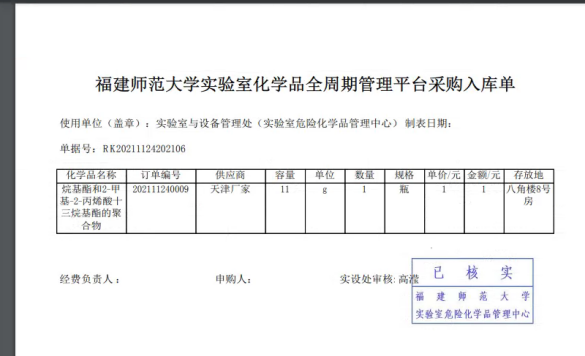 福建师范大学实验室化学品全周期管理平台采购入库单
使用单位（盖章）：实验室与设备管理处（实验室危险化学品管理中心） 制表日期：
单据号：RK20211124202106
化学品名称 订单编号 供应商 容量 单位 数量 规格 单价/元 金额/元 存放地
烷基酯和2-甲 202111240009 天津厂家 11 g 1 瓶 1 1 八角楼8号
基-2-丙烯酸十 房
三烷基酯的聚
合物
经费负责人： 申购人： 实设处审核：高滢
已核实
福建师范大学
实验室危险化学品管理中心